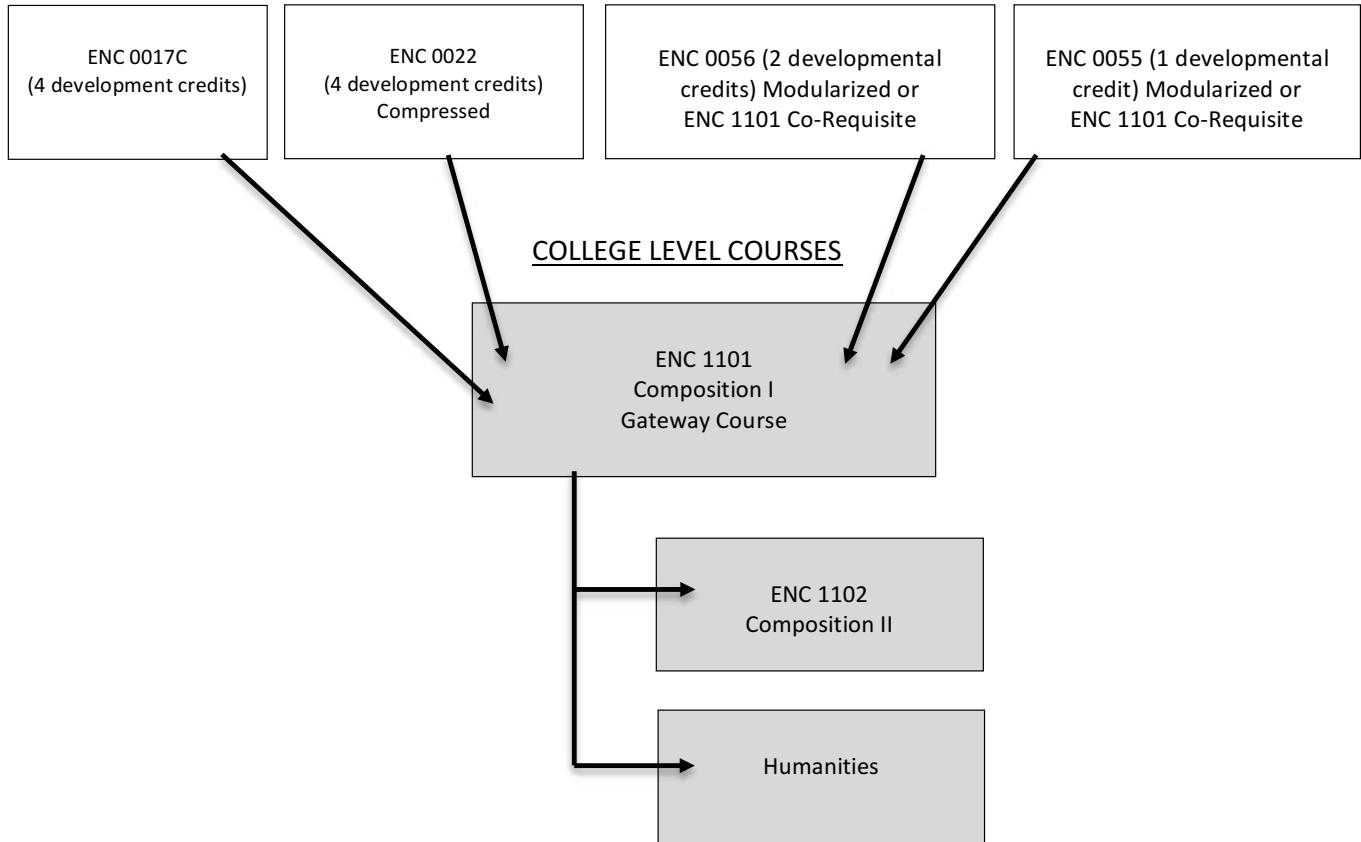 ENC 0017C
(4 development credits)
ENC 0022
(4 development credits)
Compressed
ENC 0056 (2 developmental
credits) Modularized or
ENC 1101 Co-Requisite
ENC 0055 (1 developmental
credit) Modularized or
ENC 1101 Co-Requisite
COLLEGE LEVEL COURSES
ENC 1101
Composition I
Gateway Course
ENC 1102
Composition II
Humanities